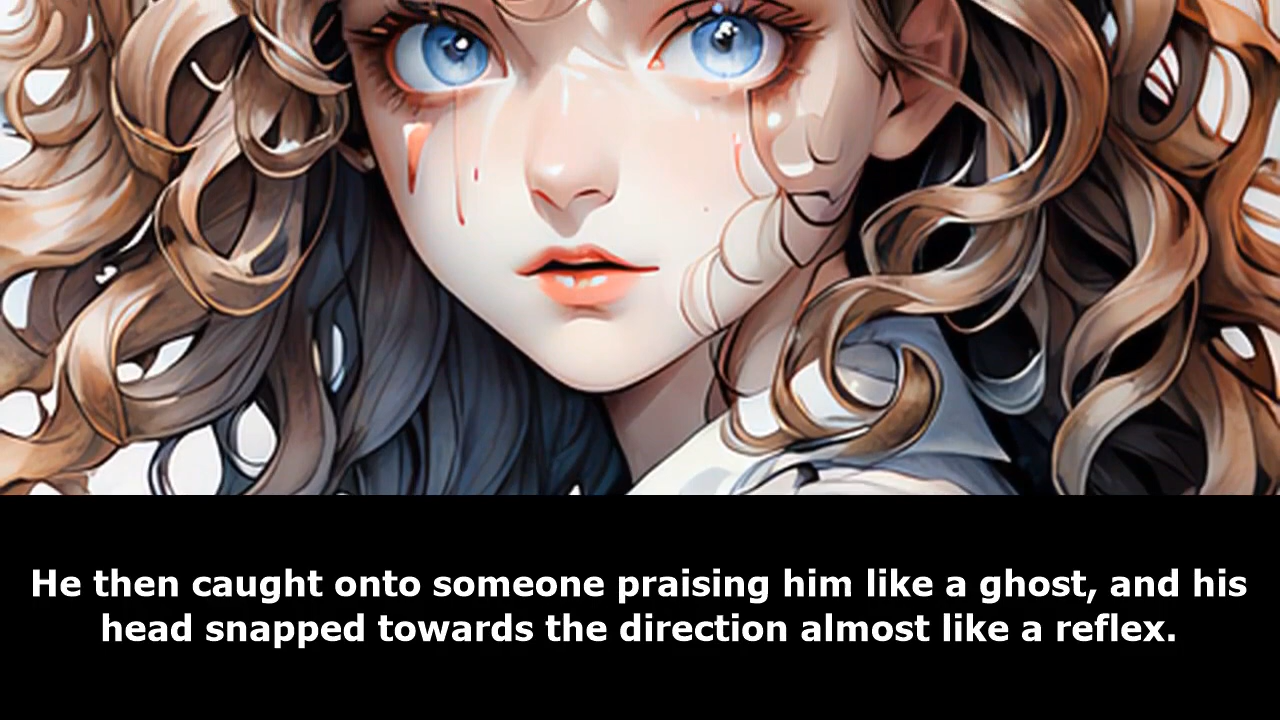 He then caught onto someone praising him like a ghost, and his
head snapped towards the direction almost like a reflex.